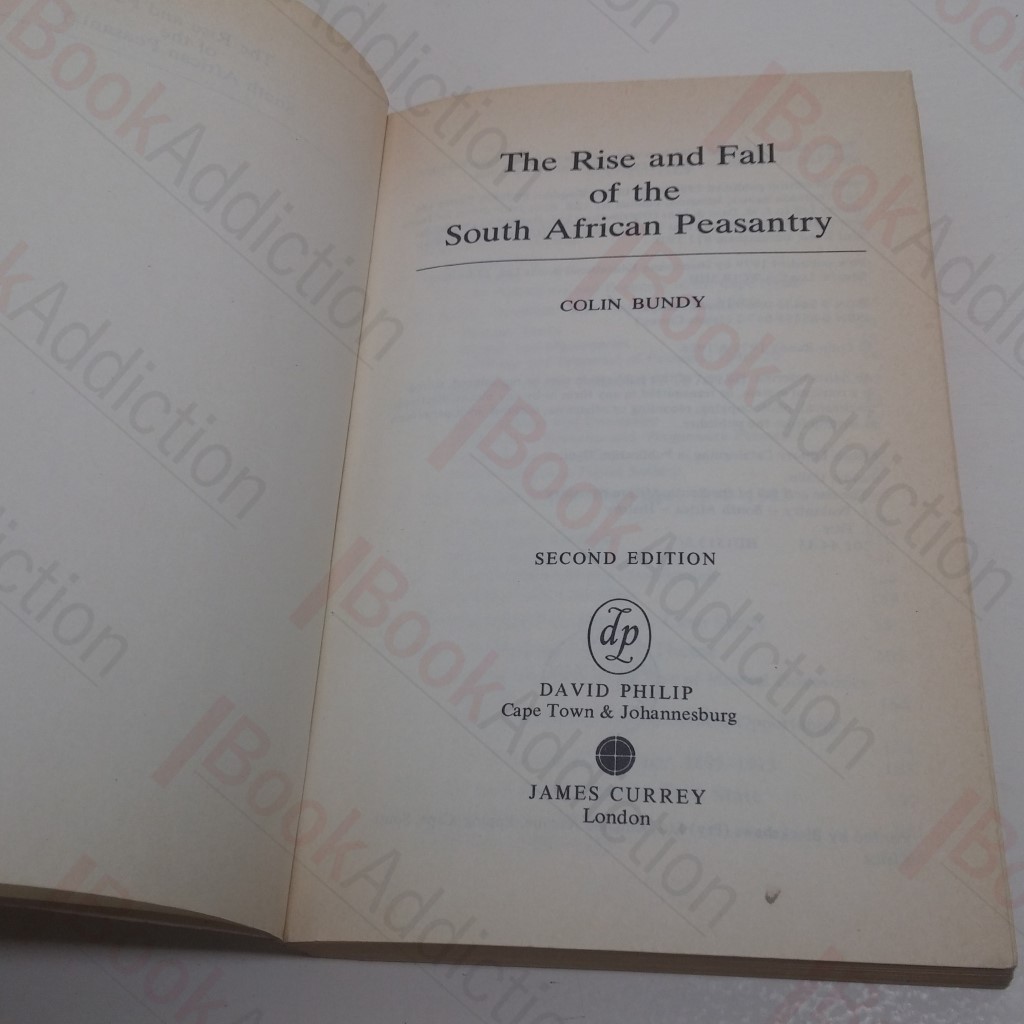 The Rise and Fall
of the
South African Peasantry
COLIN BUNDY
SECOND EDITION
dp
DAVID PHILIP
Cape Town & Johannesburg
JAMES CURREY
London
BookAddiction